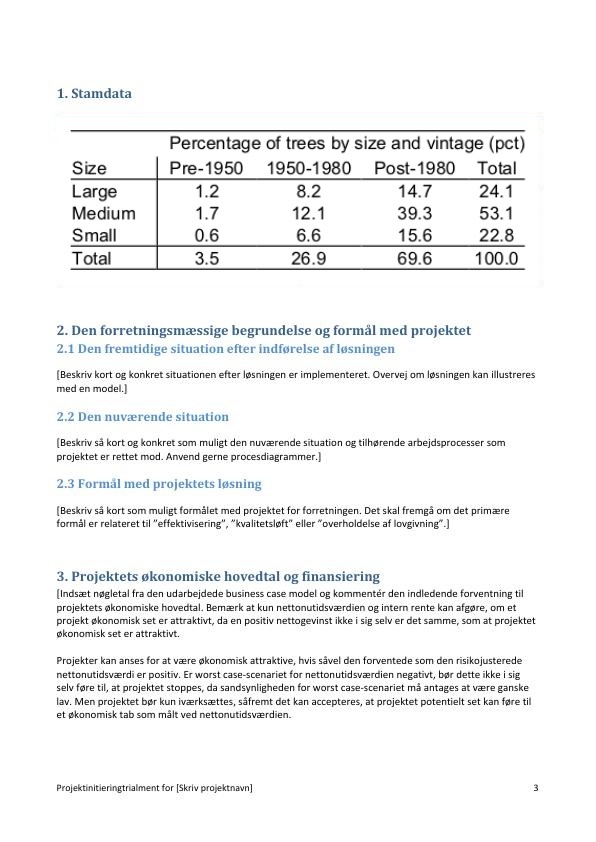 1. Stamdata
Percentage of trees by size and vintage (pct)
Size Pre-1950 1950-1980 Post-1980 Total
Large 1.2 8.2 14.7 24.1
Medium 1.7 12.1 39.3 53.1
Small 0.6 6.6 15.6 22.8
Total 3.5 26.9 69.6 100.0
2. Den forretningsmæssige begrundelse og formål med projektet
2.1 Den fremtidige situation efter indførelse af løsningen
[Beskriv kort og konkret situationen efter løsningen er implementeret. Overvej om løsningen kan illustreres
med en model.]
2.2 Den nuværende situation
[Beskriv så kort og konkret som muligt den nuværende situation og tilhørende arbejdsprocesser som
projektet er rettet mod. Anvend gerne procesdiagrammer.]
2.3 Formål med projektets løsning
[Beskriv så kort som muligt formålet med projektet for forretningen. Det skal fremgå om det primære
formål er relateret til ”effektivisering”, ”kvalitetsløft” eller ”overholdelse af lovgivning”.]
3. Projektets økonomiske hovedtal og finansiering
[Indsæt nøgletal fra den udarbejdede business case model og kommentér den indledende forventning til
projektets økonomiske hovedtal. Bemærk at kun nettonutidsværdien og intern rente kan afgøre, om et
projekt økonomisk set er attraktivt, da en positiv nettogevinst ikke i sig selv er det samme, som at projektet
økonomisk set er attraktivt.
Projekter kan anses for at være økonomisk attraktive, hvis såvel den forventede som den risikojusterede
nettonutidsværdi er positiv. Er worst case-scenariet for nettonutidsværdien negativt, bør dette ikke i sig
selv føre til, at projektet stoppes, da sandsynligheden for worst case-scenariet må antages at være ganske
lav. Men projektet bør kun iværksættes, såfremt det kan accepteres, at projektet potentielt set kan føre til
et økonomisk tab som målt ved nettonutidsværdien.
Projektinitieringtrialment for [Skriv projektnavn] 3